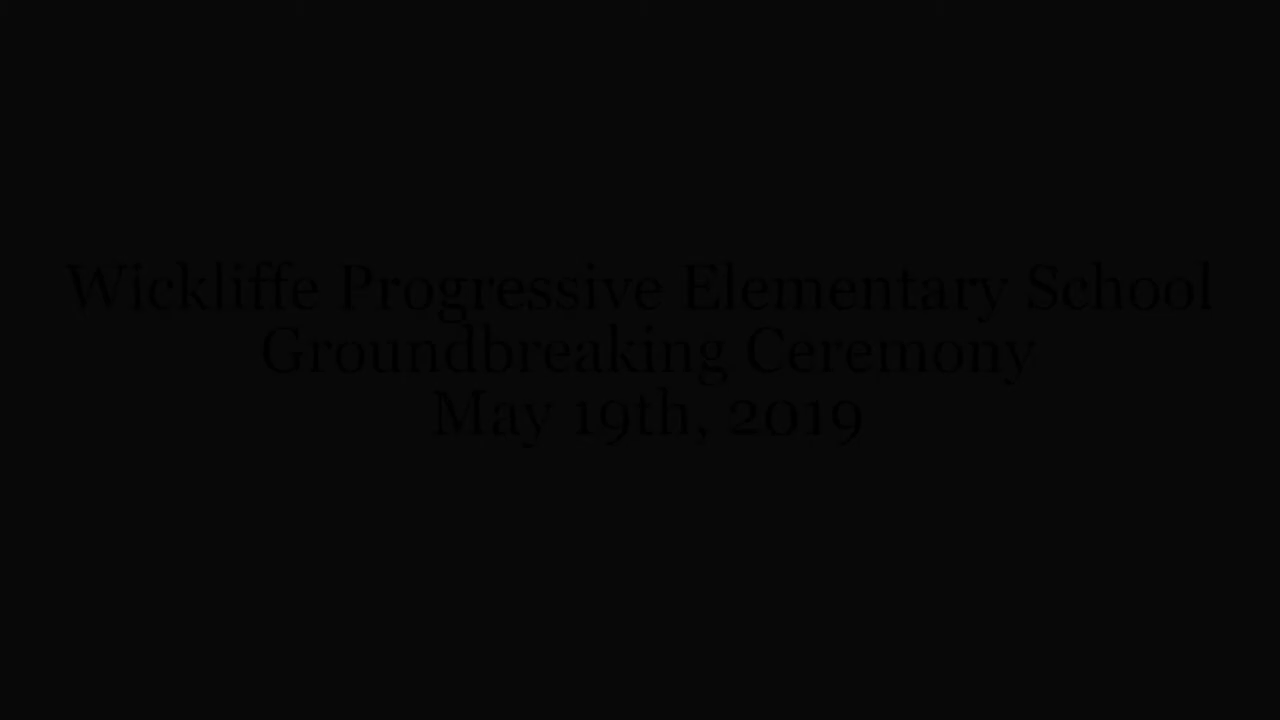 Wickliffe Progressive Elementary School
Groundbreaking Ceremony
May 19th, 2019